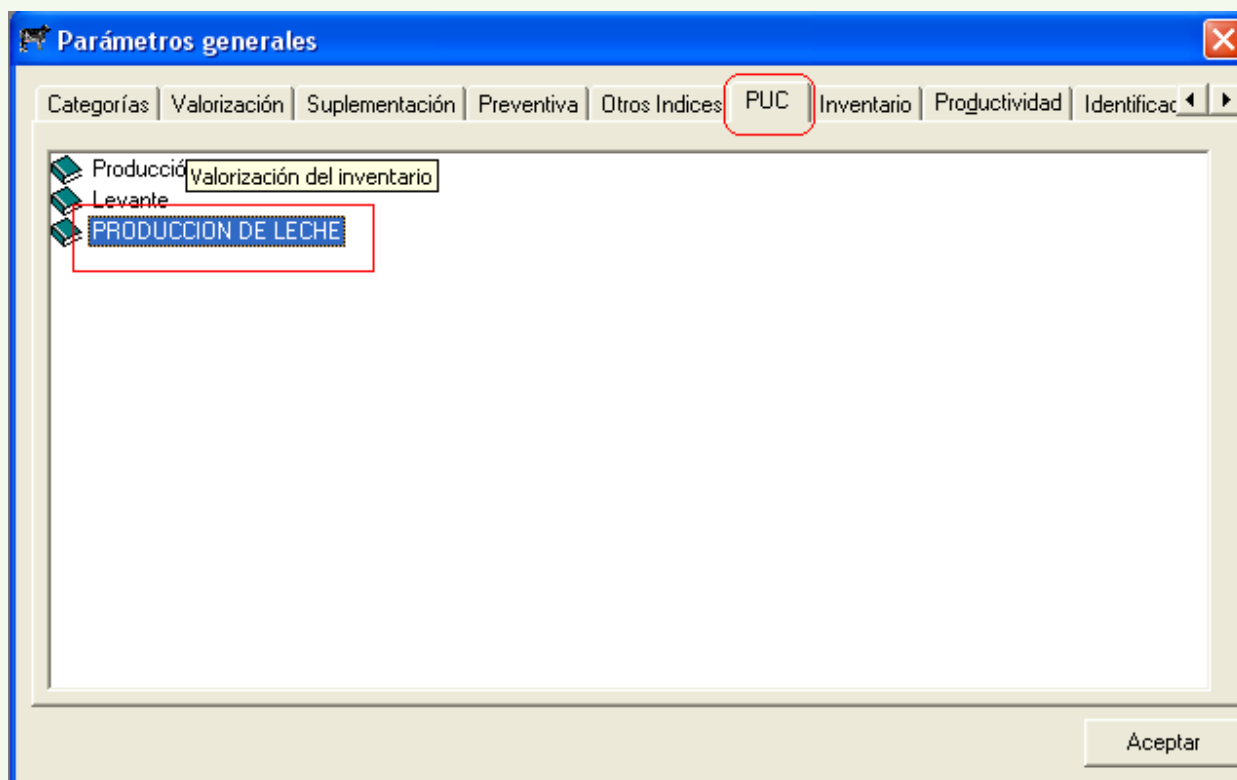 Parámetros generales
Categorías Valorización Suplementación Preventiva Otros Indices PUC Inventario Productividad Identificac
Producció
Valorización del inventario
Levante
PRODUCCION DE LECHE
Aceptar